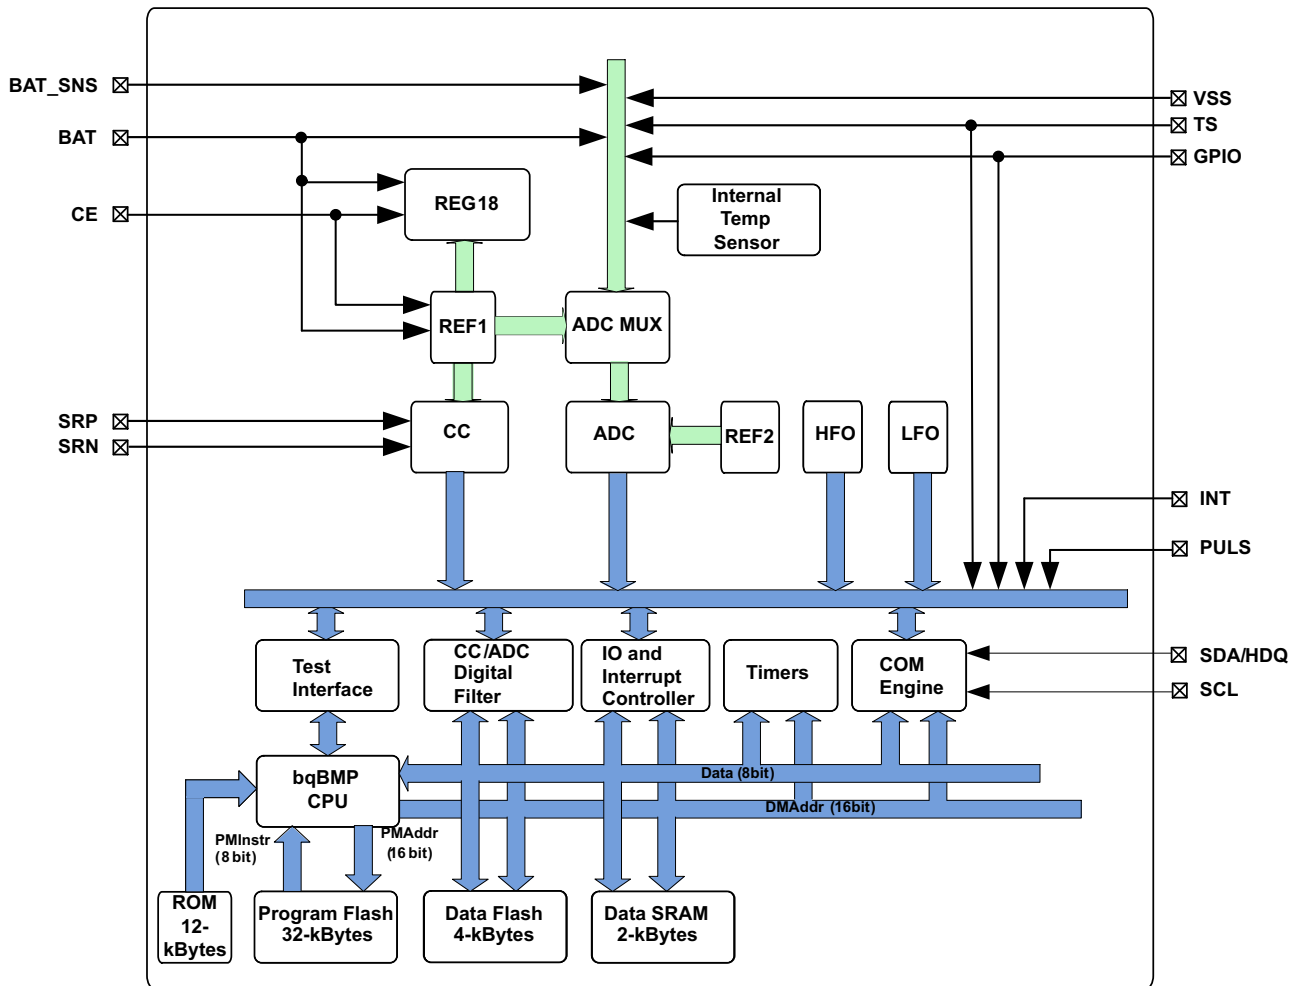 BAT_SNS
VSS
TS
BAT
GPIO
REG18
Internal
Temp
Sensor
CE
REF1
ADC MUX
SRP
SRN
CC
ADC
REF2
HFO
LFO
INT
PULS
Test
Interface
CC/ADC
Digital
Filter
IO and
Interrupt
Controller
Timers
COM
Engine
SDA/HDQ
SCL
bqBMP
CPU
Data (8bit)
DMAddr (16bit)
PMInstr
(8 bit)
PMAddr
(16 bit)
ROM
12-
kBytes
Program Flash
32-kBytes
Data Flash
4-kBytes
Data SRAM
2-kBytes